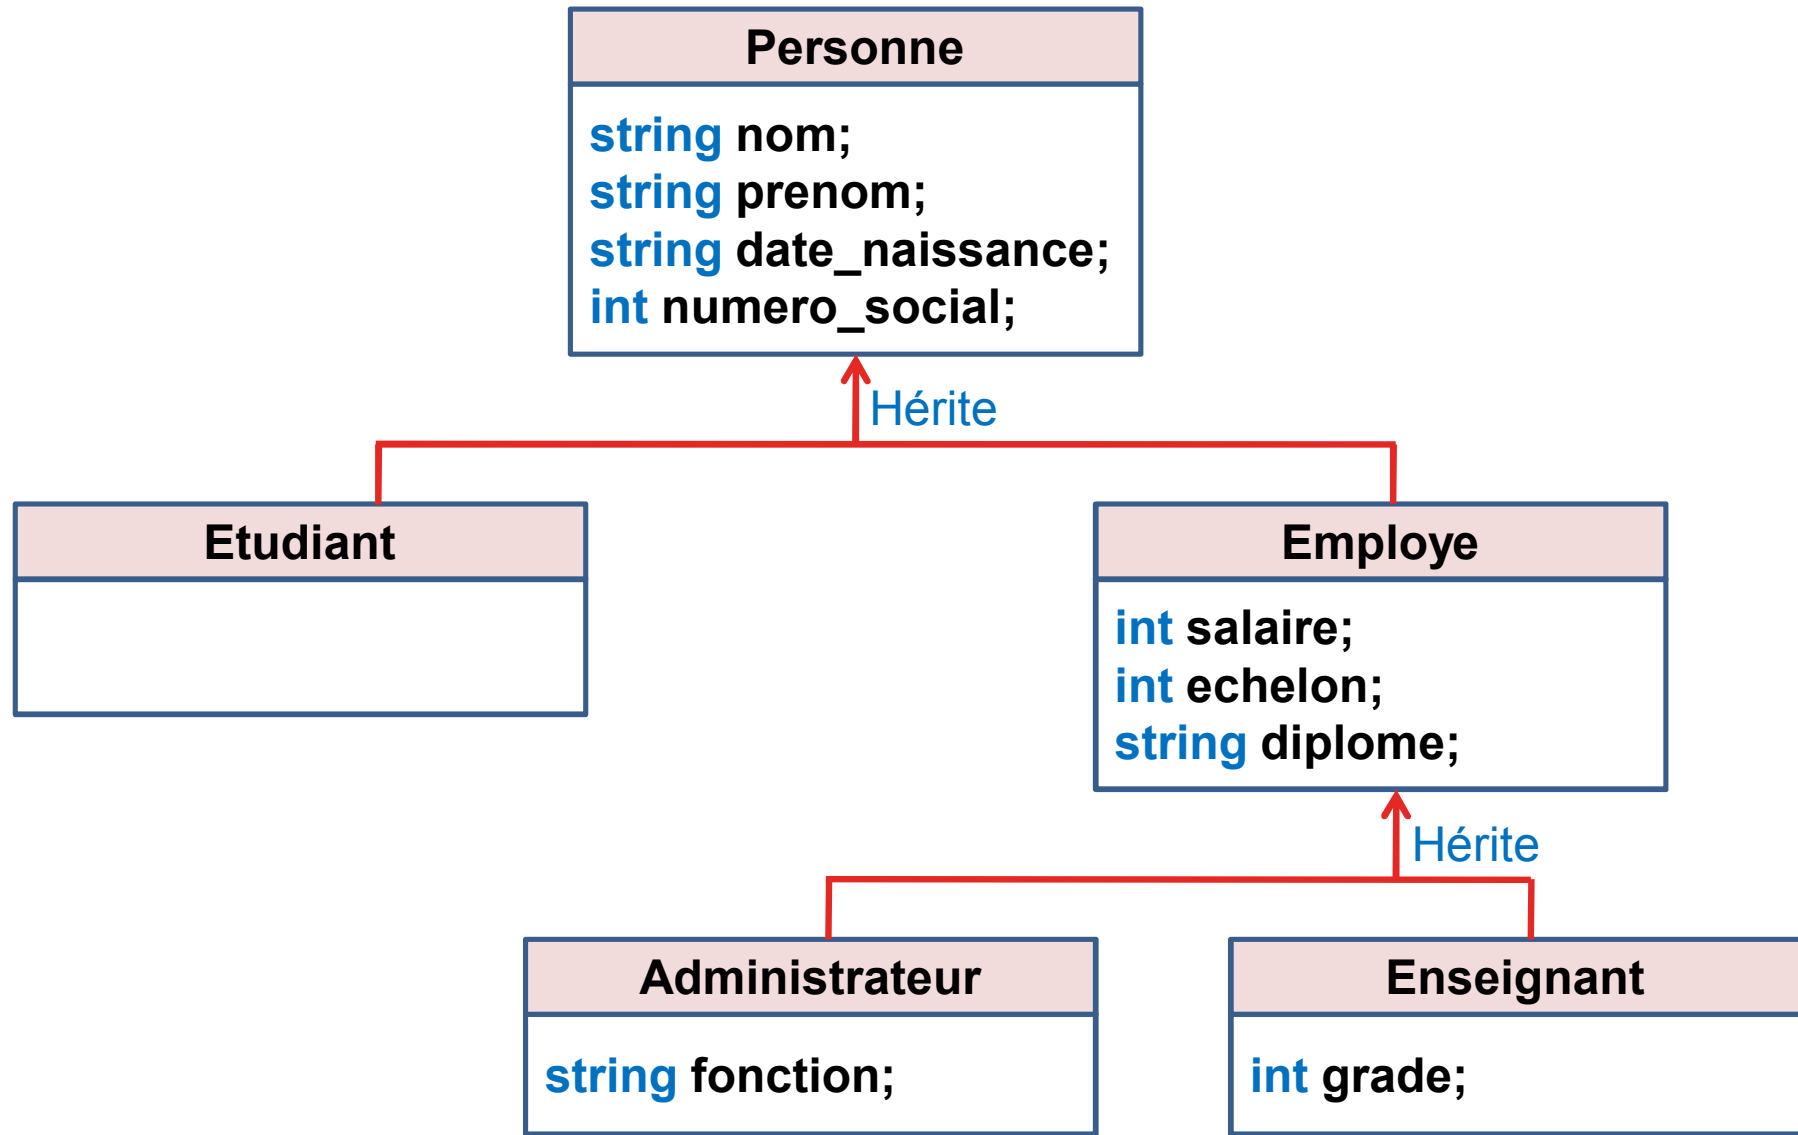 Personne
string nom;
string prenom;
string date_naissance;
int numero_social;
Hérite
Etudiant
Employe
int salaire;
int echelon;
string diplome;
Hérite
Administrateur
string fonction;
Enseignant
int grade;